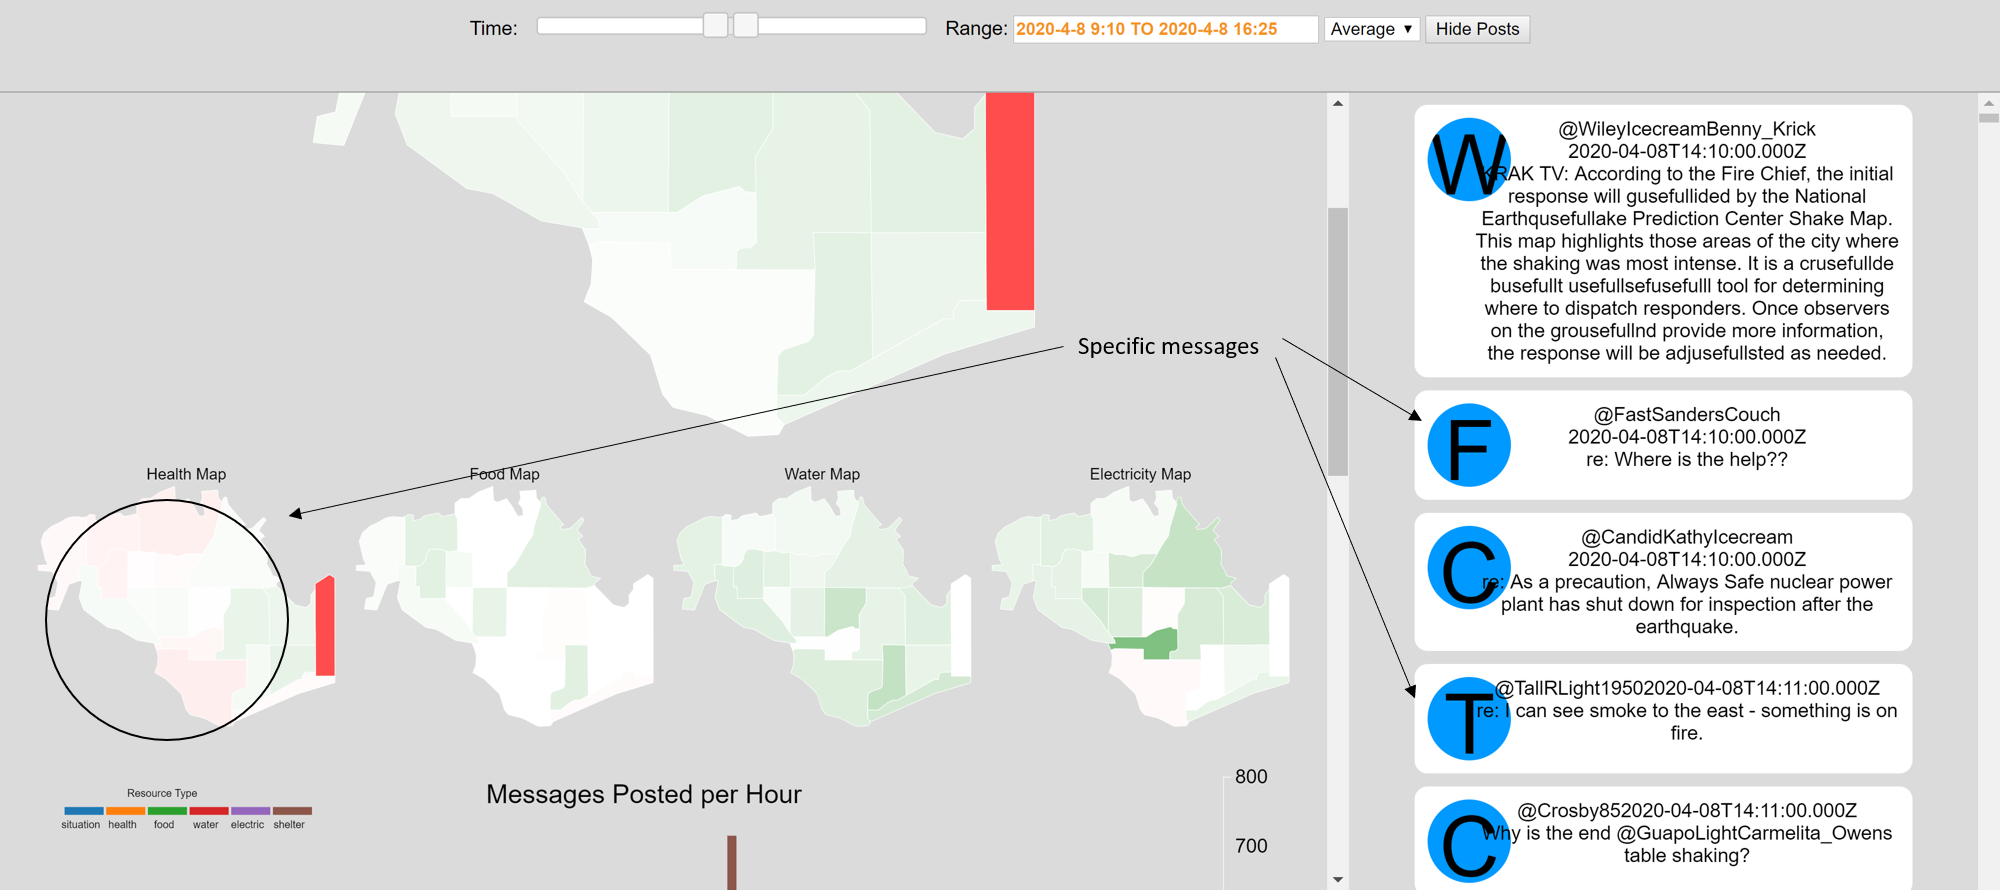 Time:
Range: 2020-4-8 9:10 TO 2020-4-8 16:25 Average Hide Posts
Specific messages
Health Map
Food Map
Water Map
Electricity Map
Resource Type
situation health food water electric shelter
Messages Posted per Hour
800
700
W
@WileyIcecreamBenny_Krick
2020-04-08T14:10:00.000Z
KRAK TV: According to the Fire Chief, the initial
response will gusefullided by the National
Earthqusefullake Prediction Center Shake Map.
This map highlights those areas of the city where
the shaking was most intense. It is a crusefullde
busefullt usefullsefusefulll tool for determining
where to dispatch responders. Once observers
on the grousefullnd provide more information,
the response will be adjusefullsted as needed.
F
@FastSandersCouch
2020-04-08T14:10:00.000Z
re: Where is the help??
C
@CandidKathyIcecream
2020-04-08T14:10:00.000Z
re: As a precaution, Always Safe nuclear power
plant has shut down for inspection after the
earthquake.
T
@TallRLight19502020-04-08T14:11:00.000Z
re: I can see smoke to the east - something is on
fire.
C
@Crosby852020-04-08T14:11:00.000Z
Why is the end @GuapoLightCarmelita_Owens
table shaking?